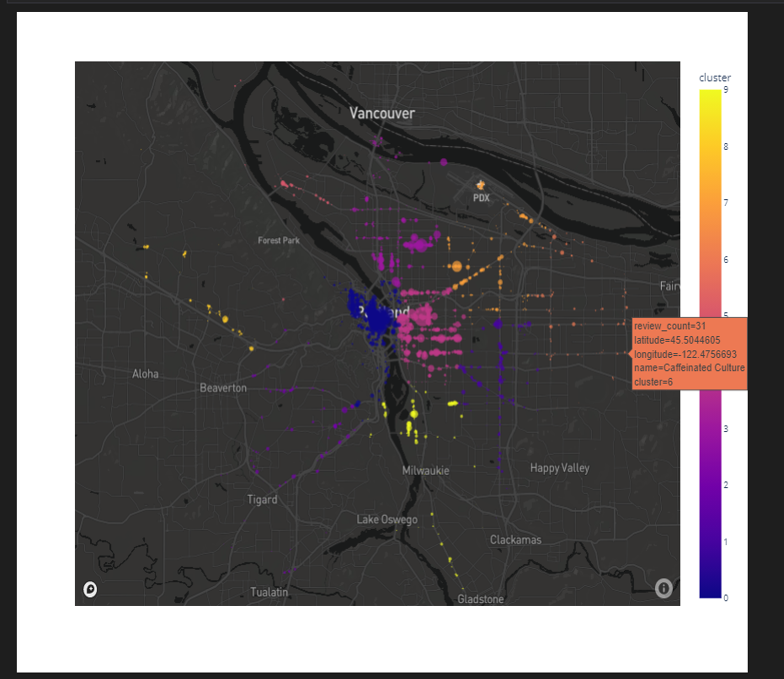 cluster
9
8
7
6
5
3
2
1
0
Vancouver
PDX
Forest Park
Aloha
Beaverton
Tigard
Milwaukie
Happy Valley
Lake Oswego
Clackamas
Tualatin
Gladstone
review_count=31
latitude=45.5044605
longitude=-122.4756693
name=Caffeinated Culture
cluster=6